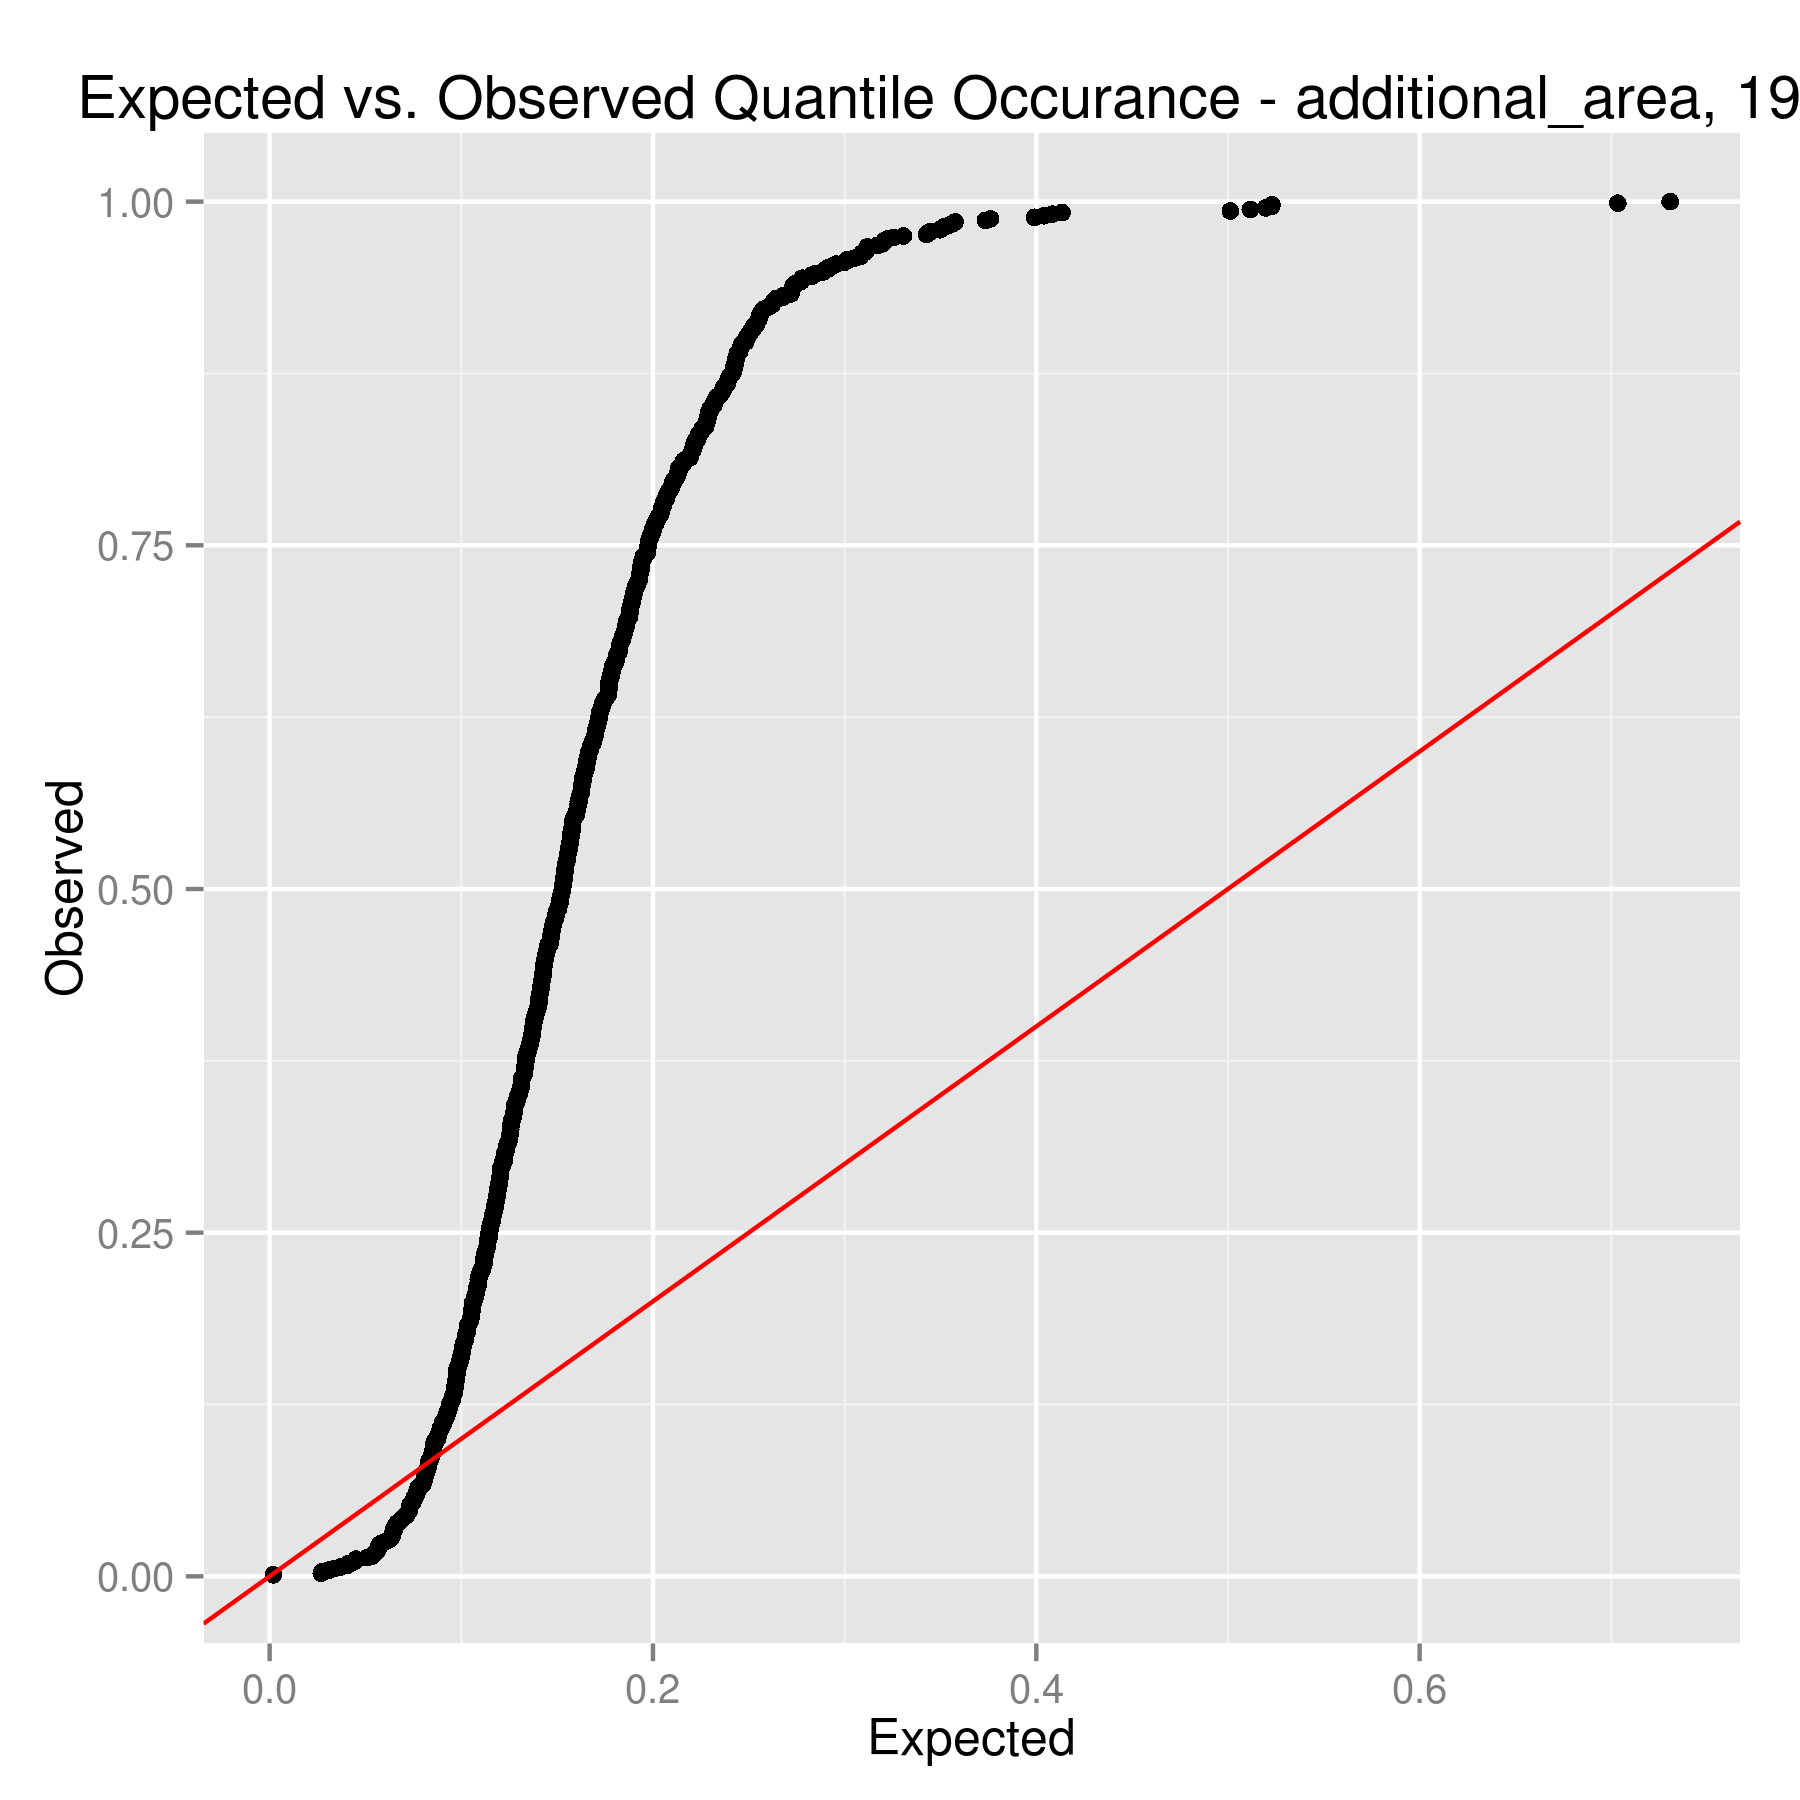 Expected vs. Observed Quantile Occurance - additional_area, 19
1.00
0.75
0.50
0.25
0.00
Observed
0.0 0.2 0.4 0.6
Expected